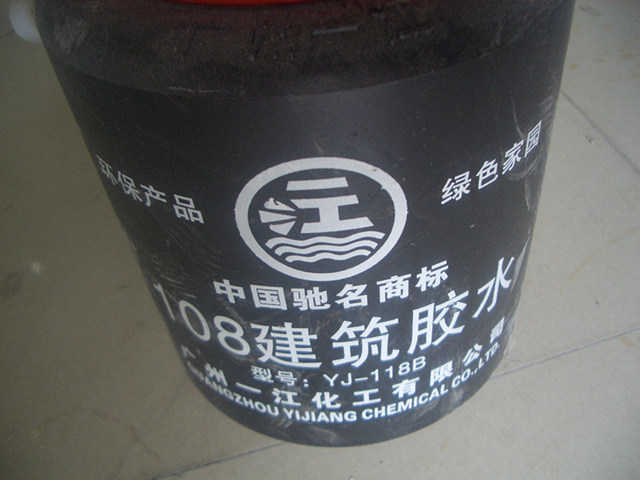 环保产品
绿色家园
中国驰名商标
108建筑胶水
型号：YJ-118B
广州一江化工有限公司
GUANGZHOU YIJIANG CHEMICAL CO.,LTD.